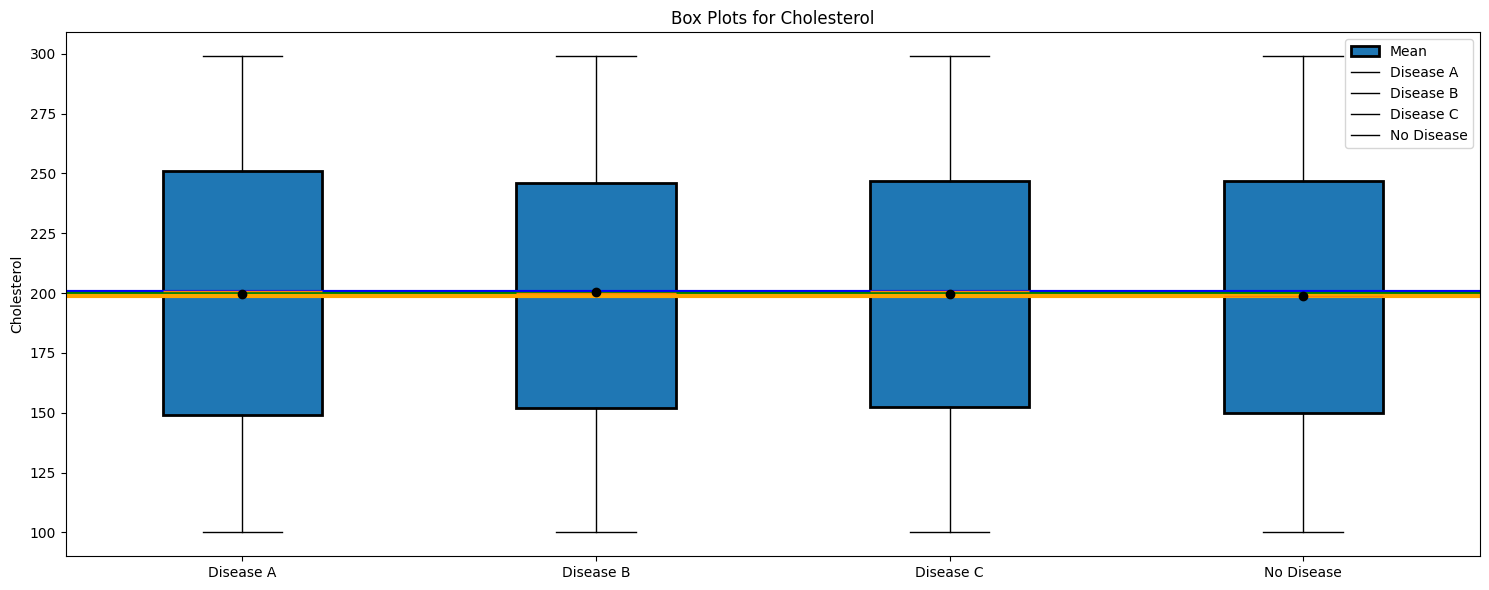 Box Plots for Cholesterol
Mean
Disease A
Disease B
Disease C
No Disease
300
275
250
225
200
175
150
125
100
Cholesterol
Disease A
Disease B
Disease C
No Disease